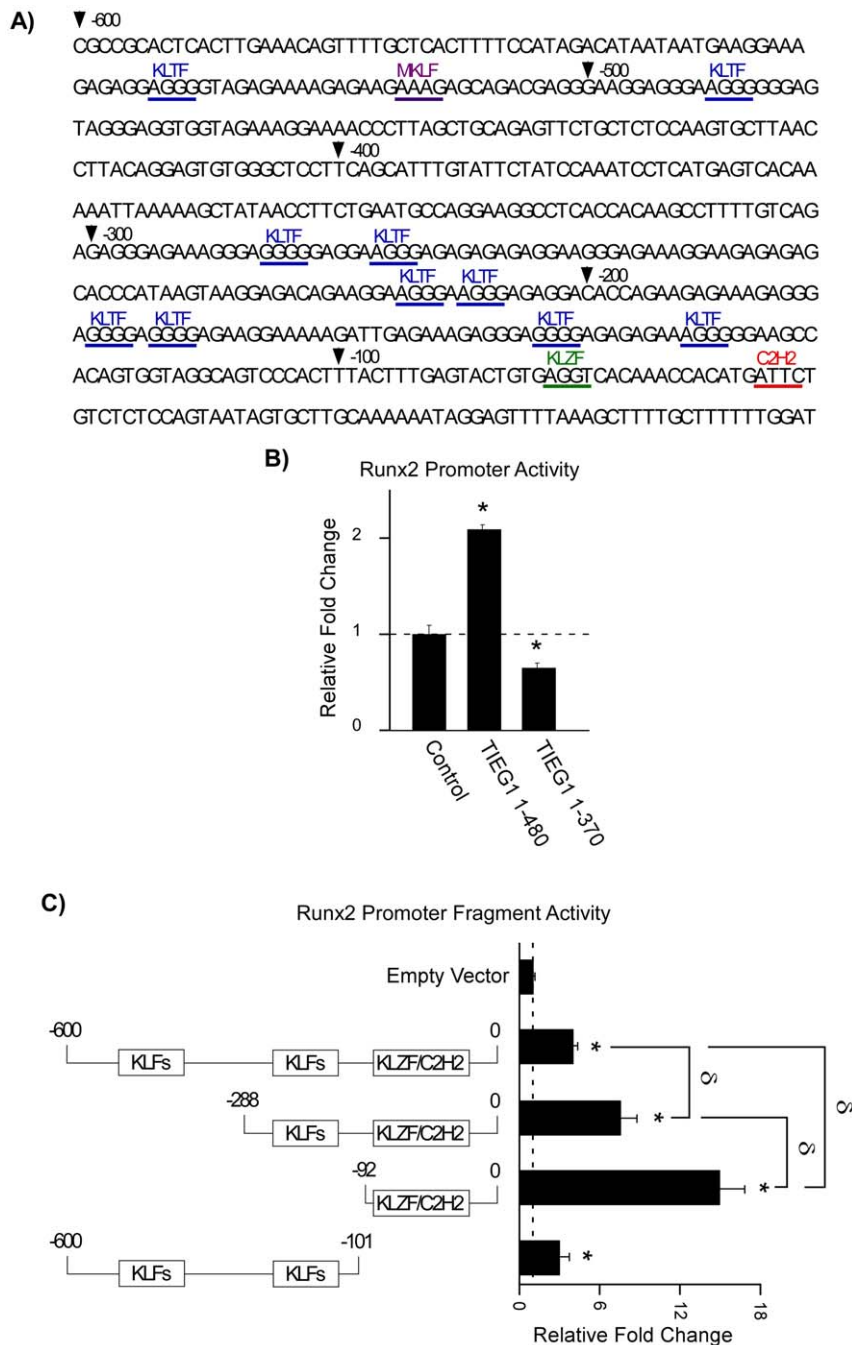 A)
-600
CGCCGCACTCACTTGAAACAGTTTTGCTCACTTTTCCATAGACATAATAATGAAGGAAA
KLTF MKLF -500 KLTF
GAGAGGAGGGGTAGAGAAAAGAGAAGAAAGAGCAGACGAGGGAAGGAGGGAAGGGGGGAG
TAGGGAGGTGGTAGAAAGGAAAACCCTTAGCTGCAGAGTTCTGCTCTCCAAGTGCTTAAC
-400
CTTACAGGAGTGTGGGCTCCTTCAGCATTTGTATTCTATCCAAATCCTCATGAGTCACAA
AAATTAAAAAGCTATAACCTTCTGAATGCCAGGAAGGCCTCACCACAAGCCTTTTGTCAG
-300 KLTF KLTF
AGAGGGAGAAAGGGAGGGGGAGGAAGGGAGAGAGAGAGGAAGGGAGAAAGGAAGAGAGAG
KLTF KLTF -200
CACCCATAAGTAAGGAGACAGAAGGAAGGGAAGGGAGAGGACACCAGAAGAGAAAGAGGG
KLTF KLTF KLTF KLTF
AGGGGAGGGGAGAAGGAAAAAGATTGAGAAAGAGGGAGGGGAGAGAGAAAGGGGGAAGCC
-100 KLZF C2H2
ACAGTGGTAGGCAGTCCCACTTTACTTTGAGTACTGTGAGGTCACAAACCACATGATTCT
GTCTCTCCAGTAATAGTGCTTGCAAAAAATAGGAGTTTTAAAGCTTTTGCTTTTTTGGAT
B)
Runx2 Promoter Activity
Relative Fold Change
2
1
0
*
*
Control
TIEG1 1-480
TIEG1 1-370
C)
Runx2 Promoter Fragment Activity
Empty Vector
-600 0
KLFs KLFs KLZF/C2H2 *
-288 0
KLFs KLZF/C2H2 *
-92 0
KLZF/C2H2 *
-600 -101
KLFs KLFs *
δ
δ
δ
0 6 12 18
Relative Fold Change